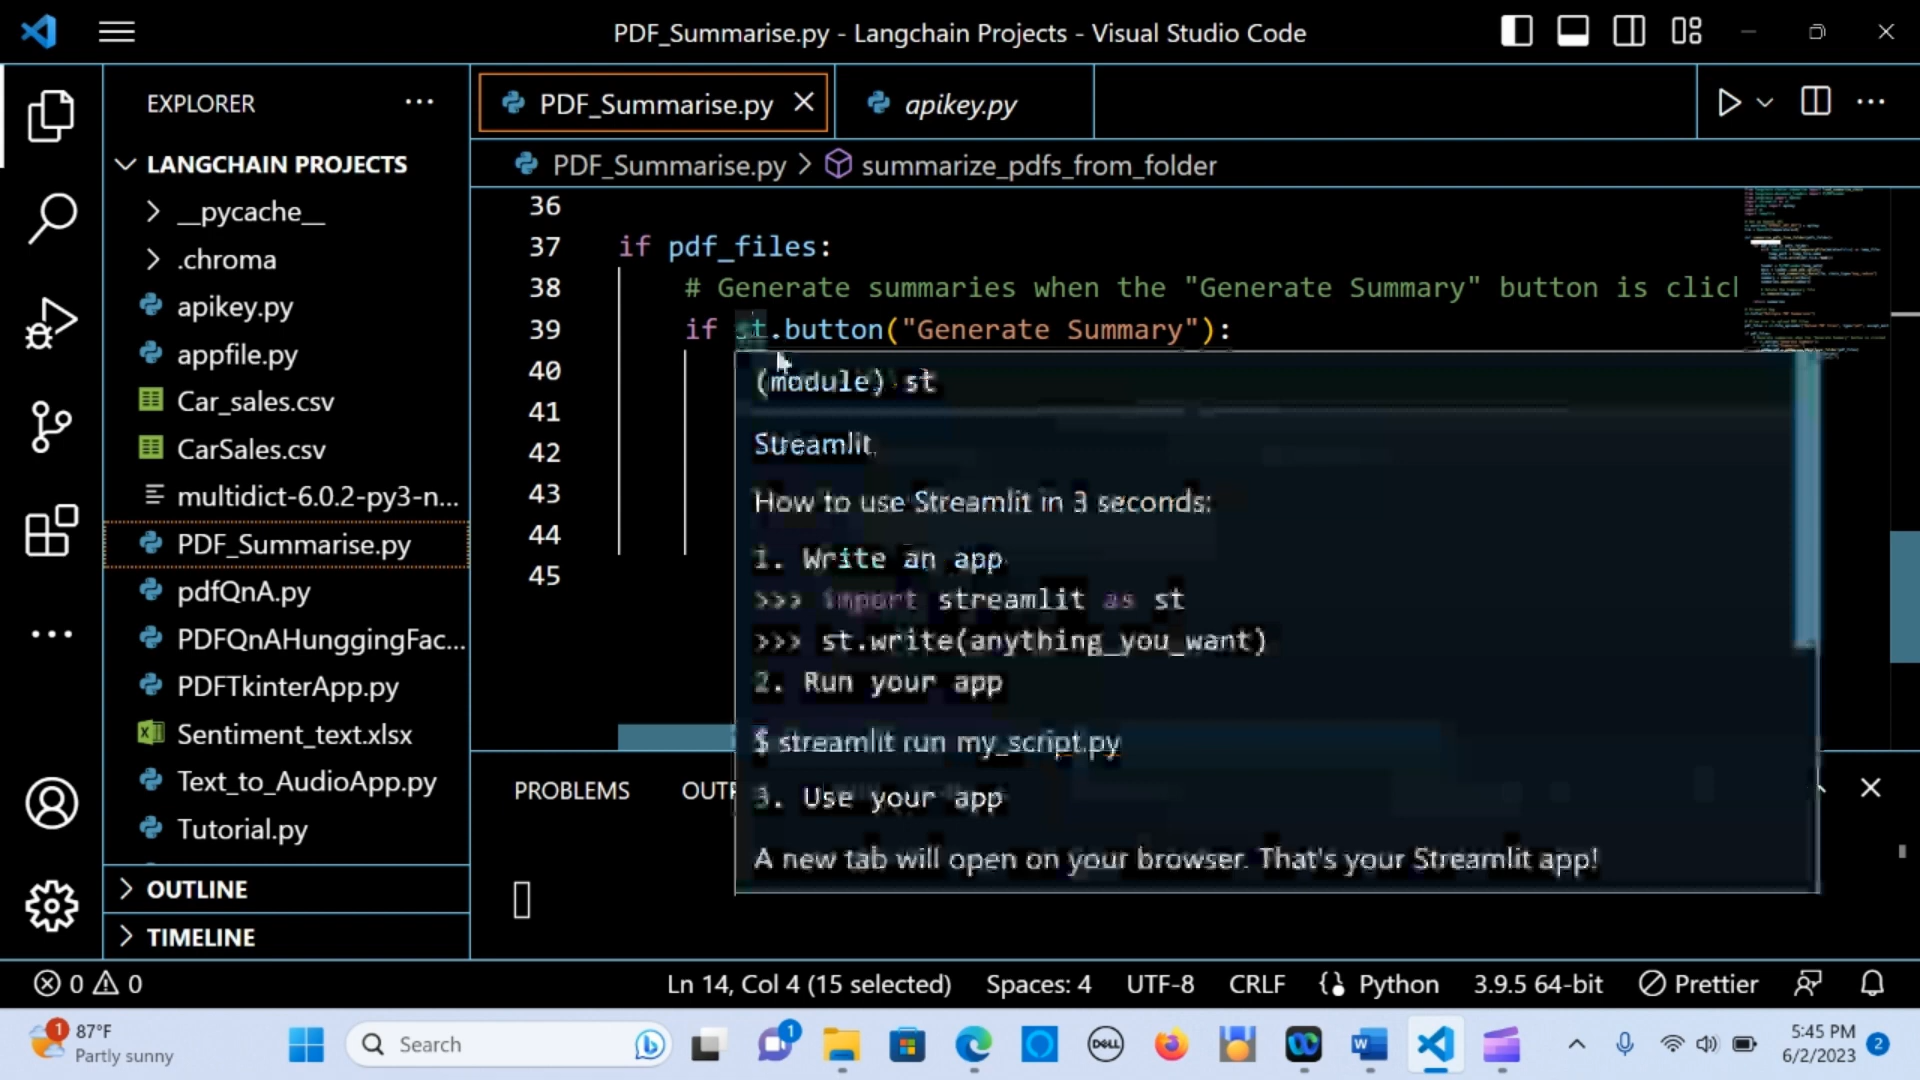 PDF_Summarise.py - Langchain Projects - Visual Studio Code
EXPLORER
PDF_Summarise.py
apikey.py
LANGCHAIN PROJECTS
PDF_Summarise.py > summarize_pdfs_from_folder
__pycache__
.chroma
apikey.py
appfile.py
Car_sales.csv
CarSales.csv
multidict-6.0.2-py3-n...
PDF_Summarise.py
pdfQnA.py
PDFQnAHunggingFac...
PDFTkinterApp.py
Sentiment_text.xlsx
Text_to_AudioApp.py
Tutorial.py
OUTLINE
TIMELINE
36
37 if pdf_files:
38 # Generate summaries when the "Generate Summary" button is clic
39 if st.button("Generate Summary"):
40
41
42
43
44
45
(module) st
Streamlit.
How to use Streamlit in 3 seconds:
1. Write an app
>>> import streamlit as st
>>> st.write(anything_you_want)
2. Run your app
$ streamlit run my_script.py
3. Use your app
A new tab will open on your browser. That's your Streamlit app!
PROBLEMS OUTP
0 0
Ln 14, Col 4 (15 selected)
Spaces: 4
UTF-8
CRLF
Python
3.9.5 64-bit
Prettier
1
87°F
Partly sunny
Search
1
DELL
5:45 PM
6/2/2023
2